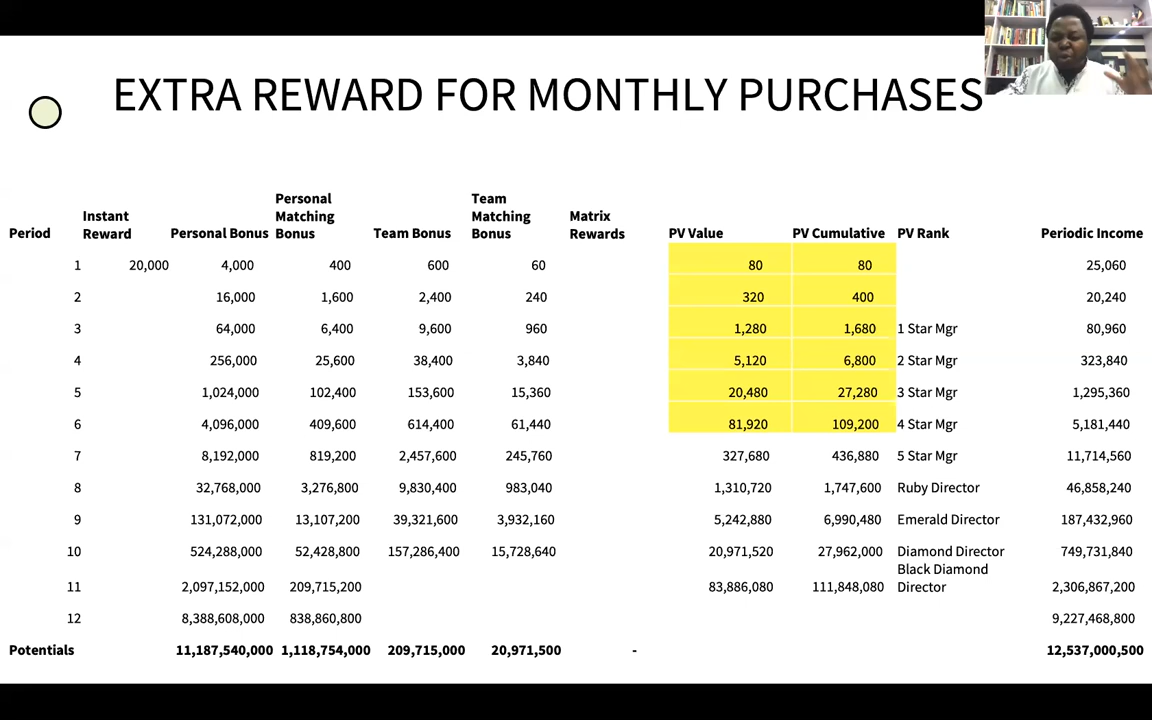 EXTRA REWARD FOR MONTHLY PURCHASES
Period Instant Reward Personal Bonus Personal Matching Bonus Team Bonus Team Matching Bonus Matrix Rewards PV Value PV Cumulative PV Rank Periodic Income
1 20,000 4,000 400 600 60 80 80 25,060
2 16,000 1,600 2,400 240 320 400 20,240
3 64,000 6,400 9,600 960 1,280 1,680 1 Star Mgr 80,960
4 256,000 25,600 38,400 3,840 5,120 6,800 2 Star Mgr 323,840
5 1,024,000 102,400 153,600 15,360 20,480 27,280 3 Star Mgr 1,295,360
6 4,096,000 409,600 614,400 61,440 81,920 109,200 4 Star Mgr 5,181,440
7 8,192,000 819,200 2,457,600 245,760 327,680 436,880 5 Star Mgr 11,714,560
8 32,768,000 3,276,800 9,830,400 983,040 1,310,720 1,747,600 Ruby Director 46,858,240
9 131,072,000 13,107,200 39,321,600 3,932,160 5,242,880 6,990,480 Emerald Director 187,432,960
10 524,288,000 52,428,800 157,286,400 15,728,640 20,971,520 27,962,000 Diamond Director 749,731,840
11 2,097,152,000 209,715,200 83,886,080 111,848,080 Black Diamond Director 2,306,867,200
12 8,388,608,000 838,860,800 9,227,468,800
Potentials 11,187,540,000 1,118,754,000 209,715,000 20,971,500 - 12,537,000,500